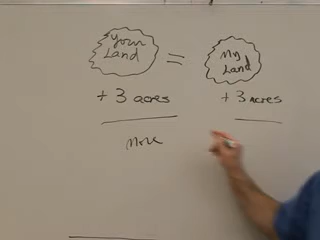 Your Land = My Land
+ 3 acres + 3 acres
More